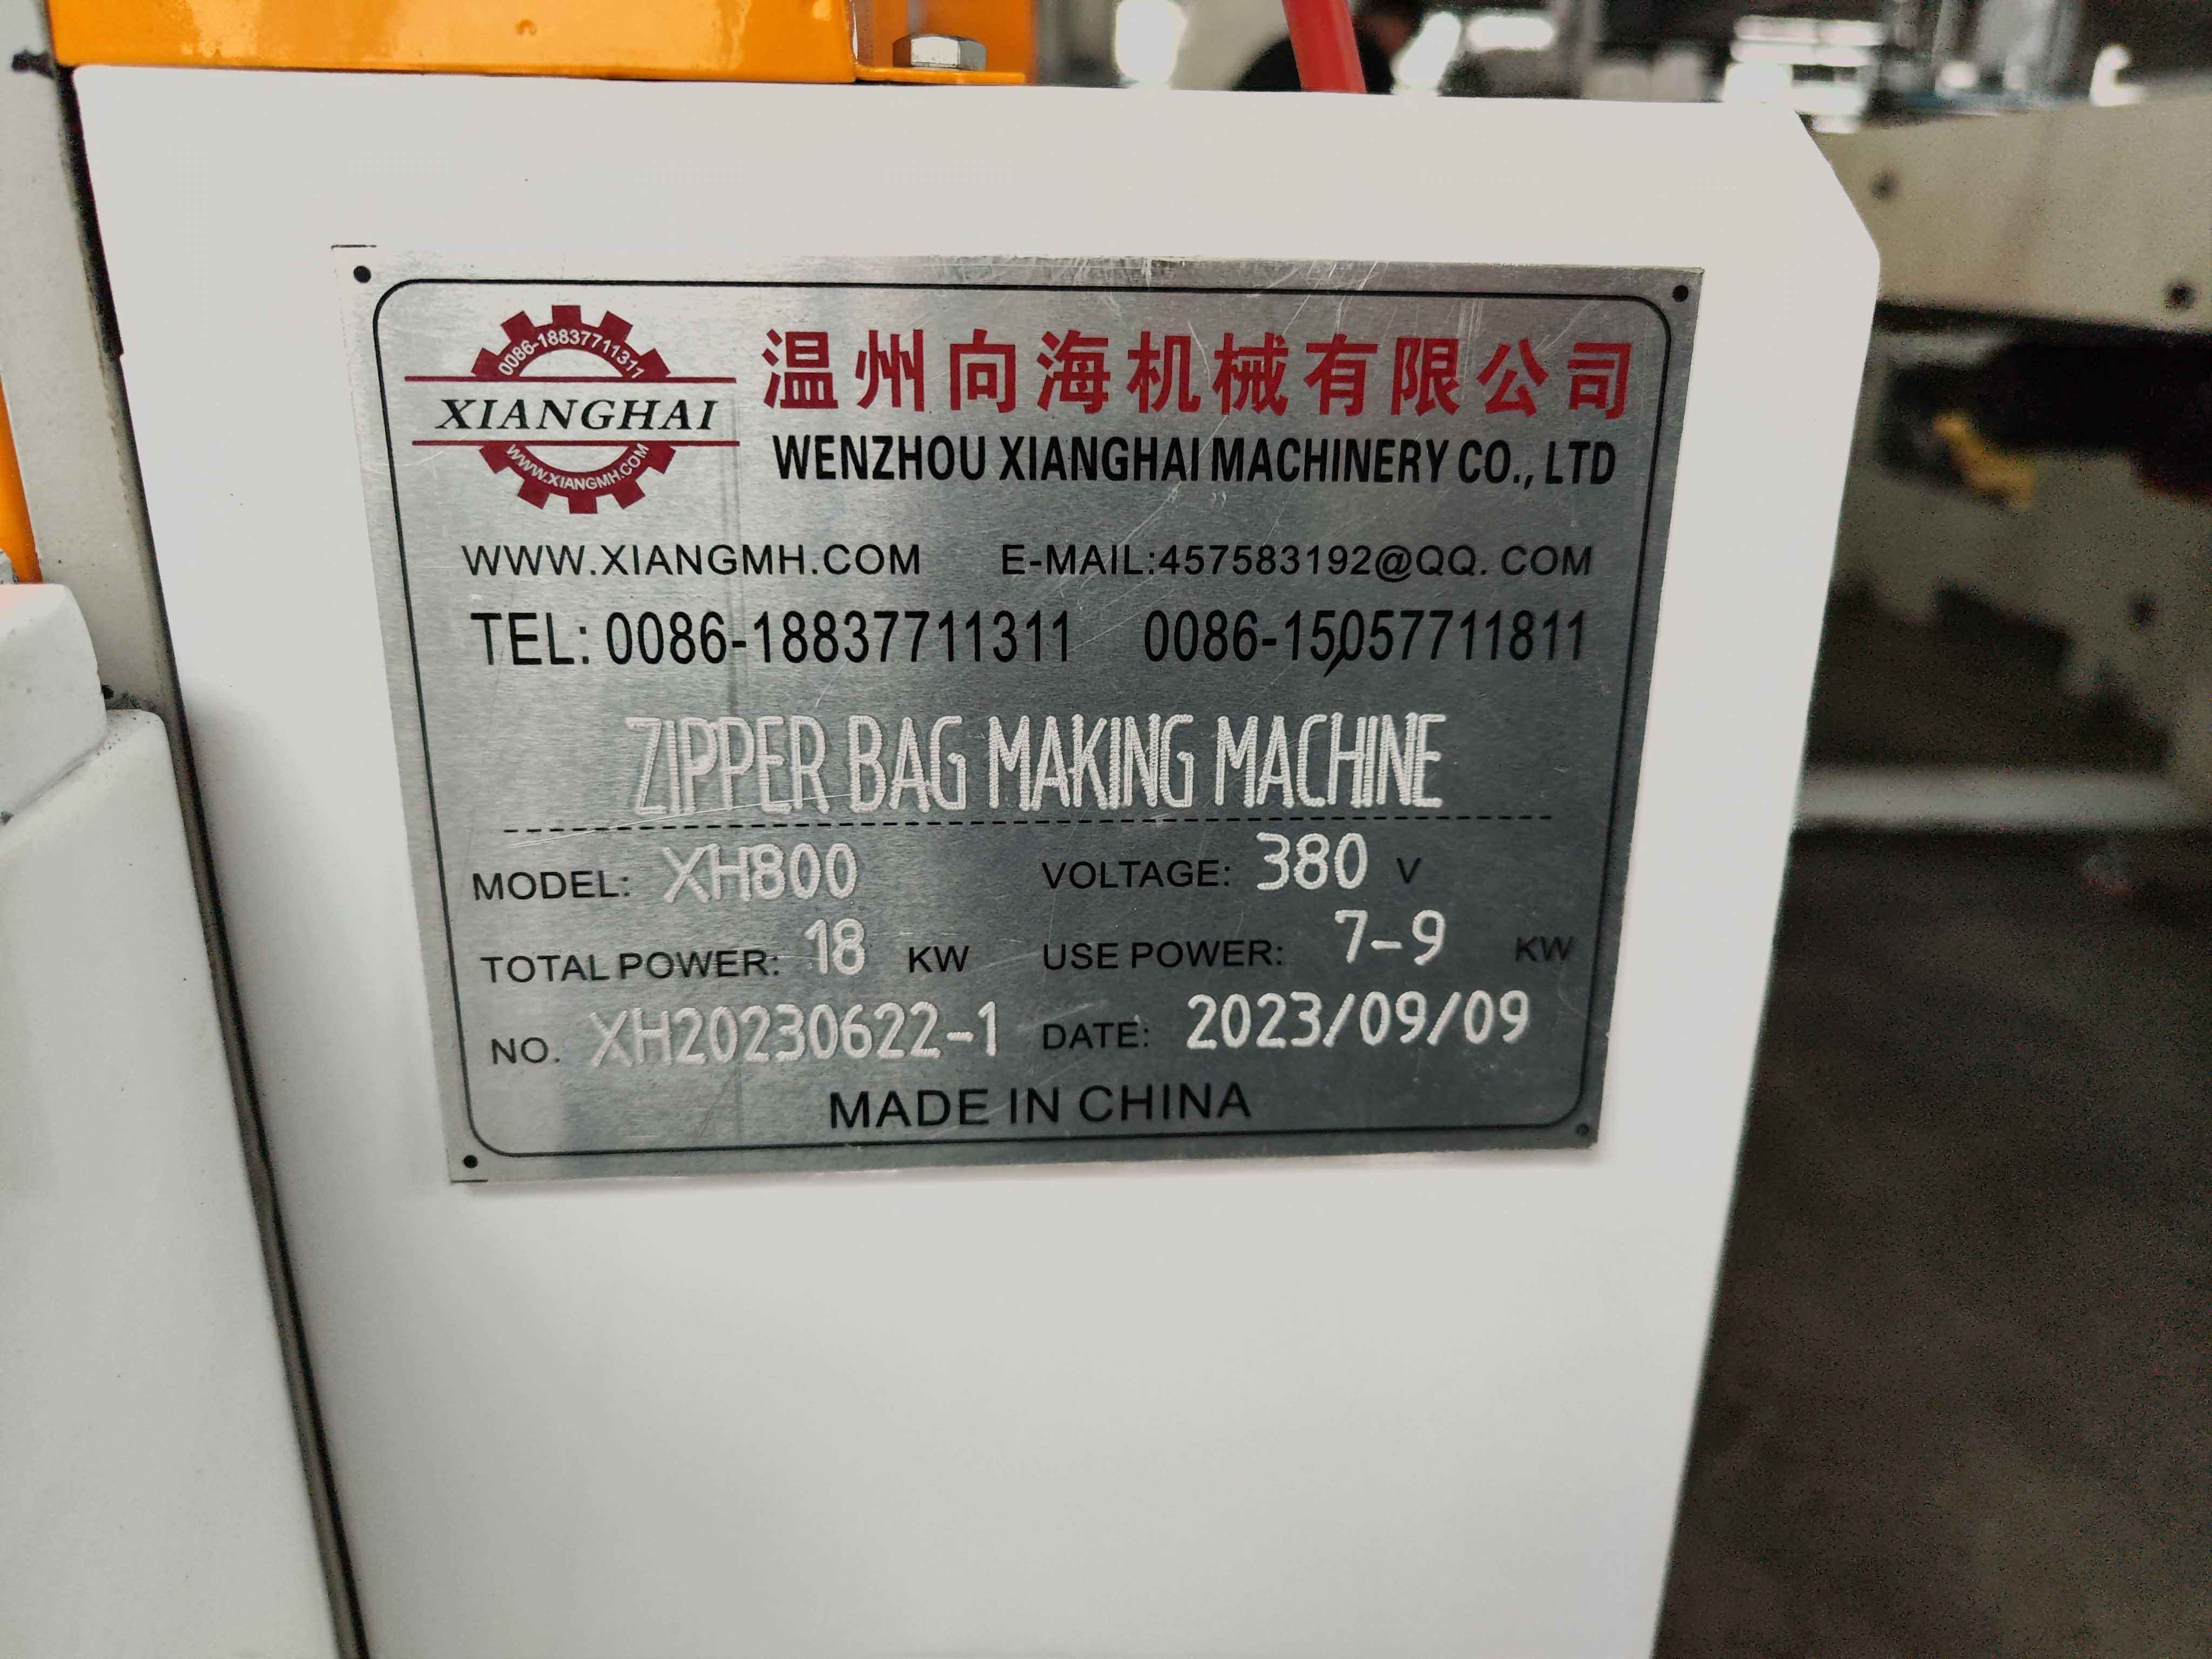 0086-18837711311
XIANGHAI
WWW.XIANGMH.COM
温州向海机械有限公司
WENZHOU XIANGHAI MACHINERY CO., LTD
WWW.XIANGMH.COM E-MAIL:457583192@QQ. COM
TEL: 0086-18837711311 0086-15057711811
ZIPPER BAG MAKING MACHINE
MODEL: XH800 VOLTAGE: 380 V
TOTAL POWER: 18 KW USE POWER: 7-9 KW
NO. XH20230622-1 DATE: 2023/09/09
MADE IN CHINA